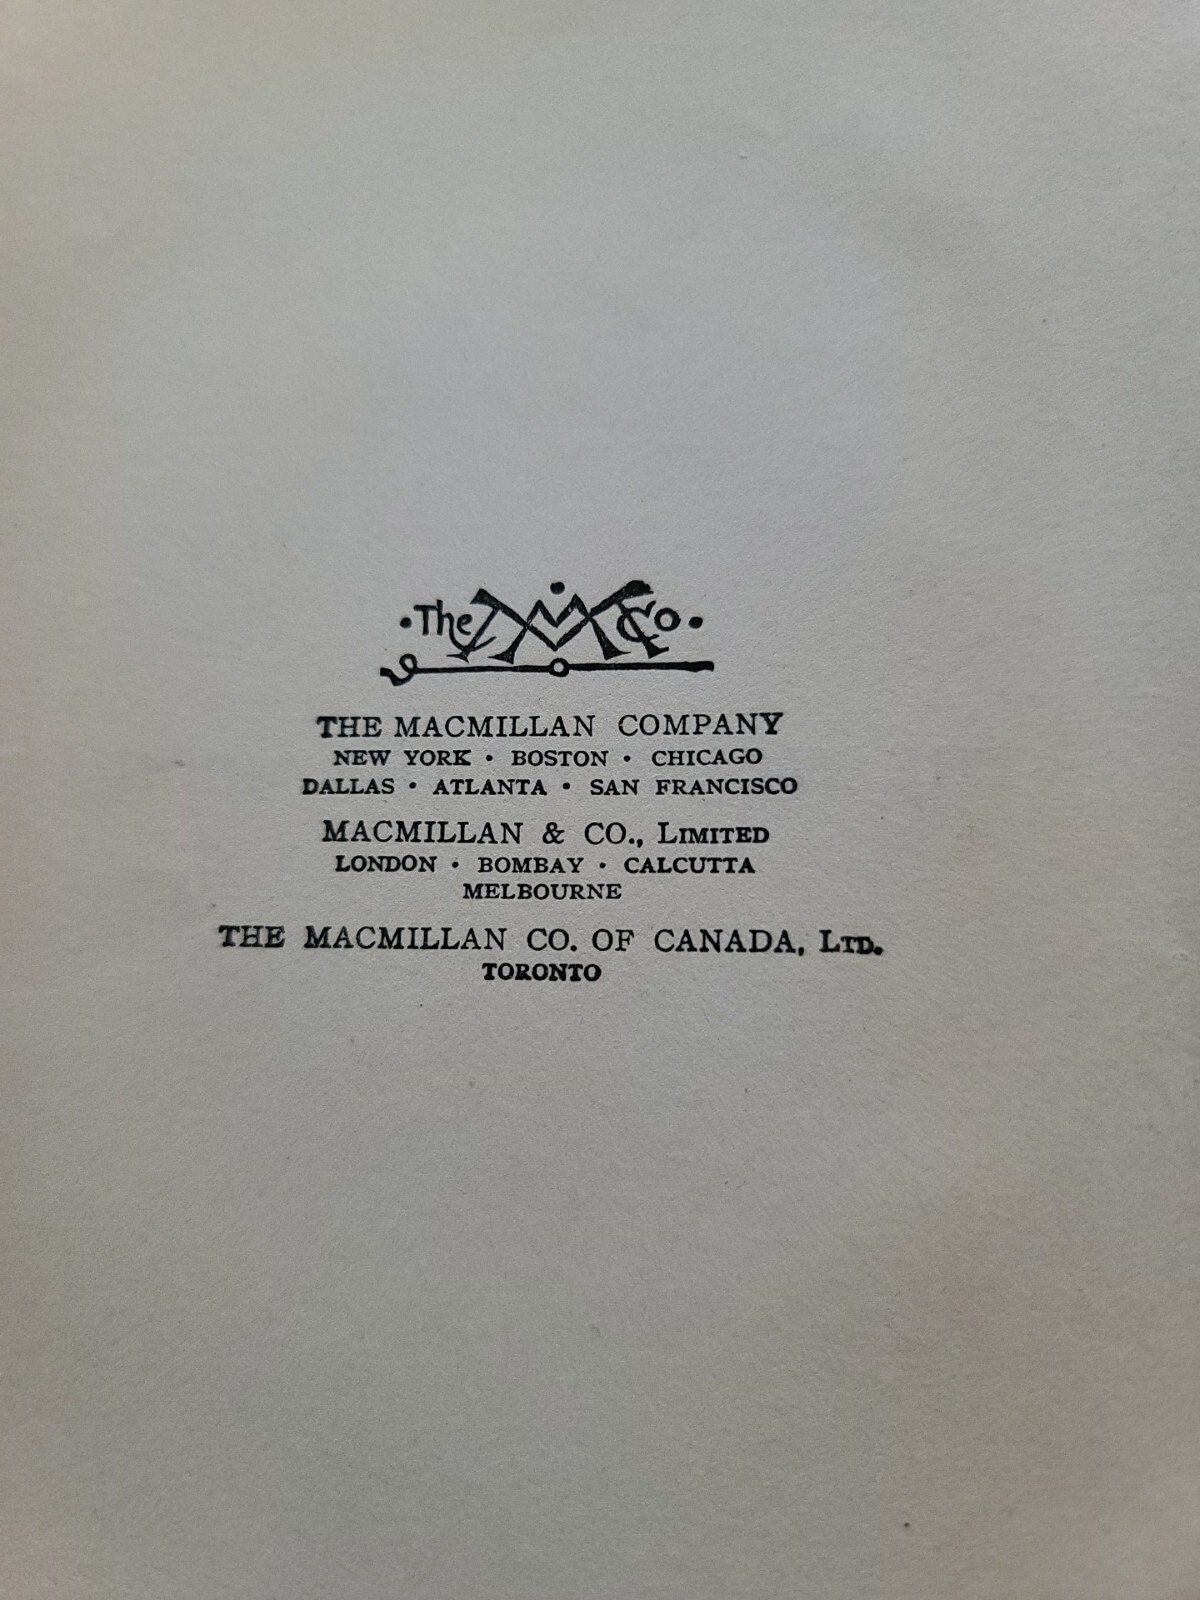 ·The MM Co·
THE MACMILLAN COMPANY
NEW YORK · BOSTON · CHICAGO
DALLAS · ATLANTA · SAN FRANCISCO
MACMILLAN & CO., LIMITED
LONDON · BOMBAY · CALCUTTA
MELBOURNE
THE MACMILLAN CO. OF CANADA, LTD.
TORONTO